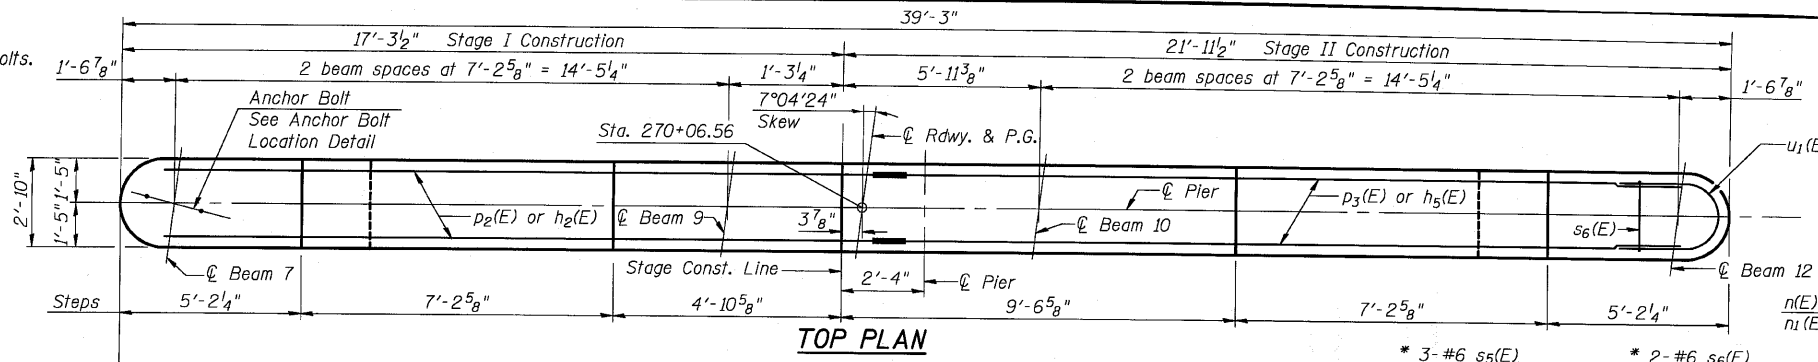 39'-3"
17'-3½" Stage I Construction
21'-11½" Stage II Construction
olts.
1'-6⅞"
2 beam spaces at 7'-2⅝" = 14'-5¼"
1'-3¼"
5'-11⅜"
2 beam spaces at 7'-2⅝" = 14'-5¼"
1'-6⅞"
Anchor Bolt
See Anchor Bolt
Location Detail
7°04'24"
Skew
Sta. 270+06.56
℄ Rdwy. & P.G.
u₁(E
2'-10"
1'-5"
1'-5"
p₂(E) or h₂(E)
℄ Beam 9
3⅞"
℄ Pier
℄ Beam 10
p₃(E) or h₅(E)
s₆(E)
℄ Beam 7
Stage Const. Line
2'-4"
℄ Pier
℄ Beam 12
Steps
5'-2¼"
7'-2⅝"
4'-10⅝"
9'-6⅝"
7'-2⅝"
5'-2¼"
n(E)
n₁(E
TOP PLAN
* 3-#6 s₅(E)
* 2-#6 s₆(E)